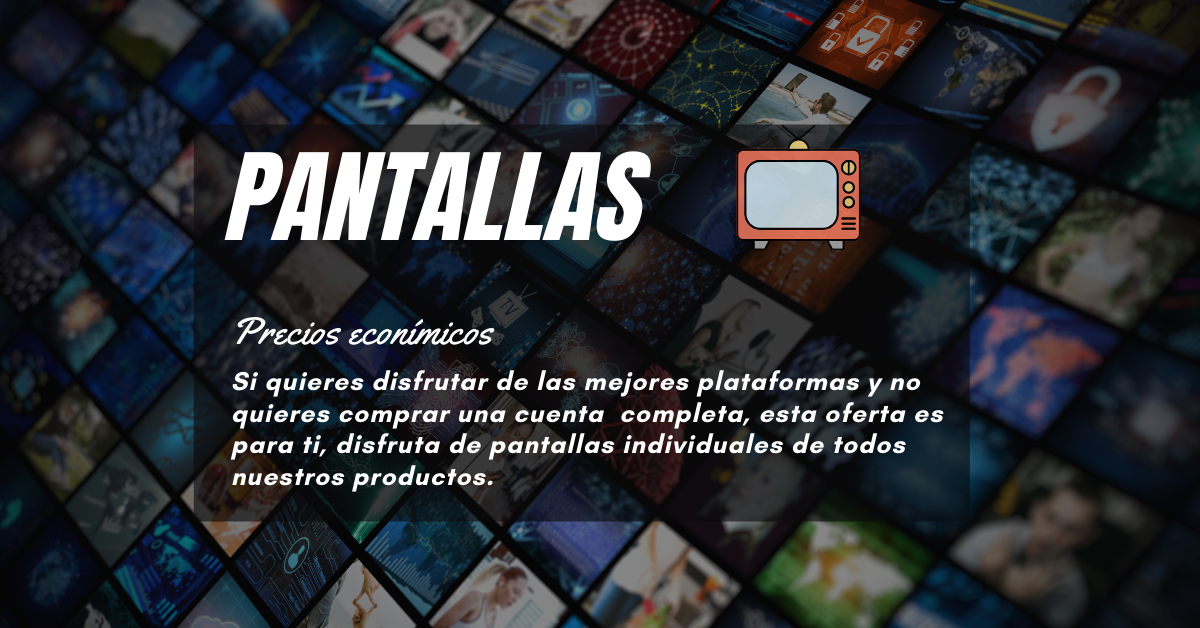 PANTALLAS
TV
Precios económicos
Si quieres disfrutar de las mejores plataformas y no
quieres comprar una cuenta completa, esta oferta es
para ti, disfruta de pantallas individuales de todos
nuestros productos.